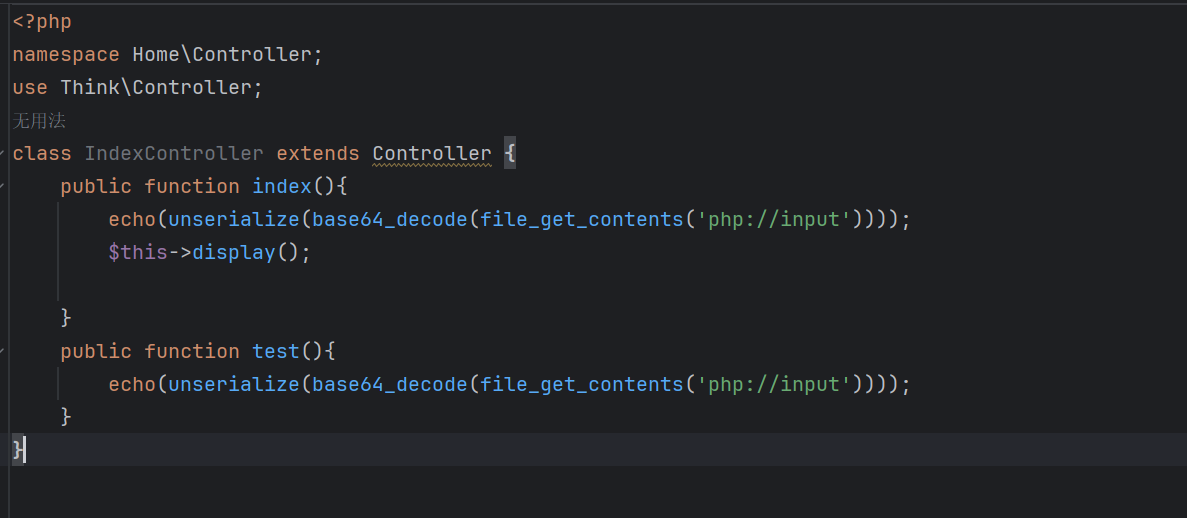 <?php
namespace Home\Controller;
use Think\Controller;
无用法
class IndexController extends Controller {
public function index(){
echo(unserialize(base64_decode(file_get_contents('php://input'))));
$this->display();
}
public function test(){
echo(unserialize(base64_decode(file_get_contents('php://input'))));
}
}